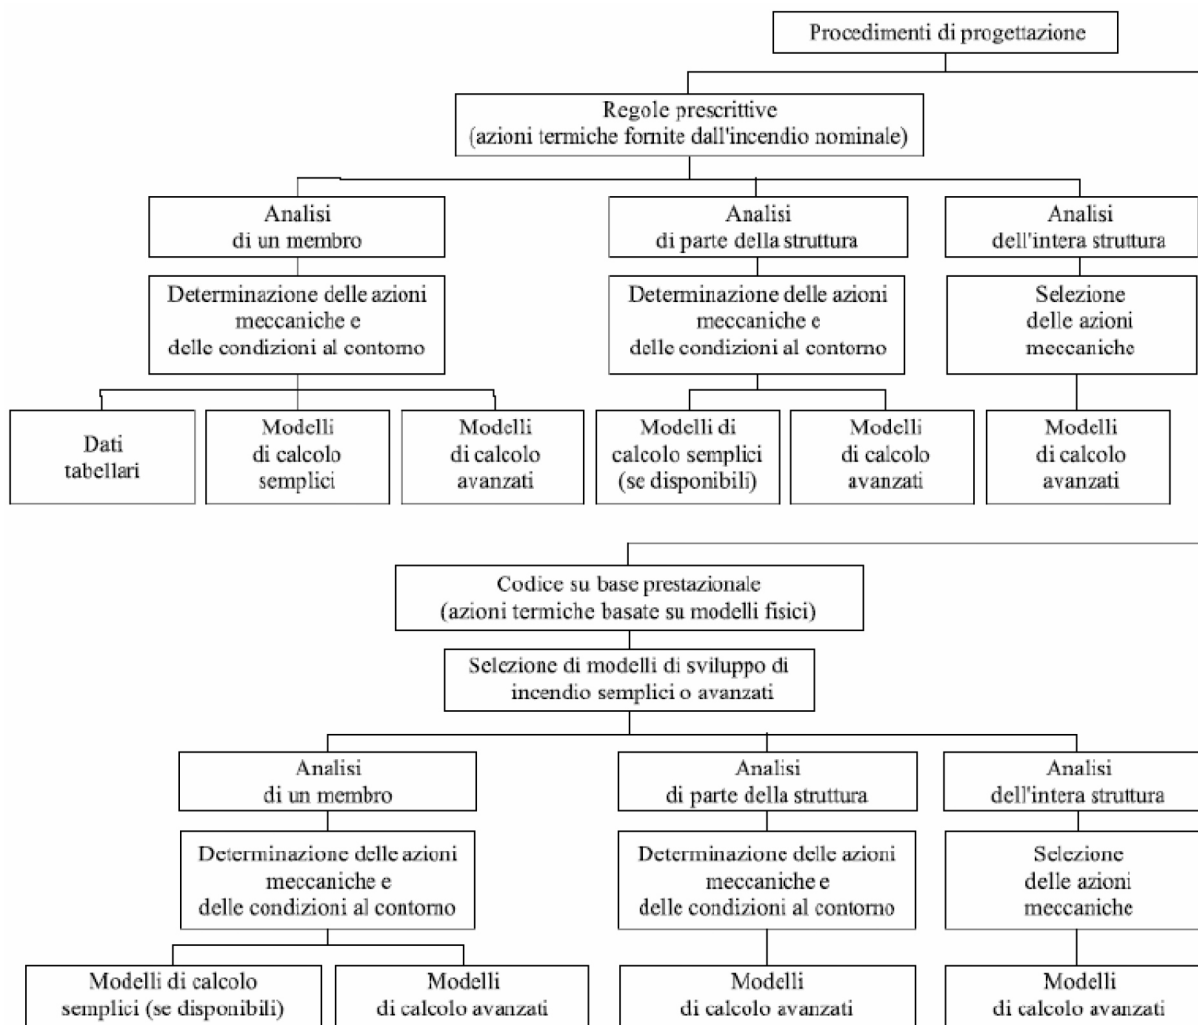 Procedimenti di progettazione
Regole prescrittive
(azioni termiche fornite dall'incendio nominale)
Analisi
di un membro
Analisi
di parte della struttura
Analisi
dell'intera struttura
Determinazione delle azioni
meccaniche e
delle condizioni al contorno
Determinazione delle azioni
meccaniche e
delle condizioni al contorno
Selezione
delle azioni
meccaniche
Dati
tabellari
Modelli
di calcolo
semplici
Modelli
di calcolo
avanzati
Modelli di
calcolo semplici
(se disponibili)
Modelli
di calcolo
avanzati
Modelli
di calcolo
avanzati
Codice su base prestazionale
(azioni termiche basate su modelli fisici)
Selezione di modelli di sviluppo di
incendio semplici o avanzati
Analisi
di un membro
Analisi
di parte della struttura
Analisi
dell'intera struttura
Determinazione delle azioni
meccaniche e
delle condizioni al contorno
Determinazione delle azioni
meccaniche e
delle condizioni al contorno
Selezione
delle azioni
meccaniche
Modelli di calcolo
semplici (se disponibili)
Modelli
di calcolo avanzati
Modelli
di calcolo avanzati
Modelli
di calcolo avanzati